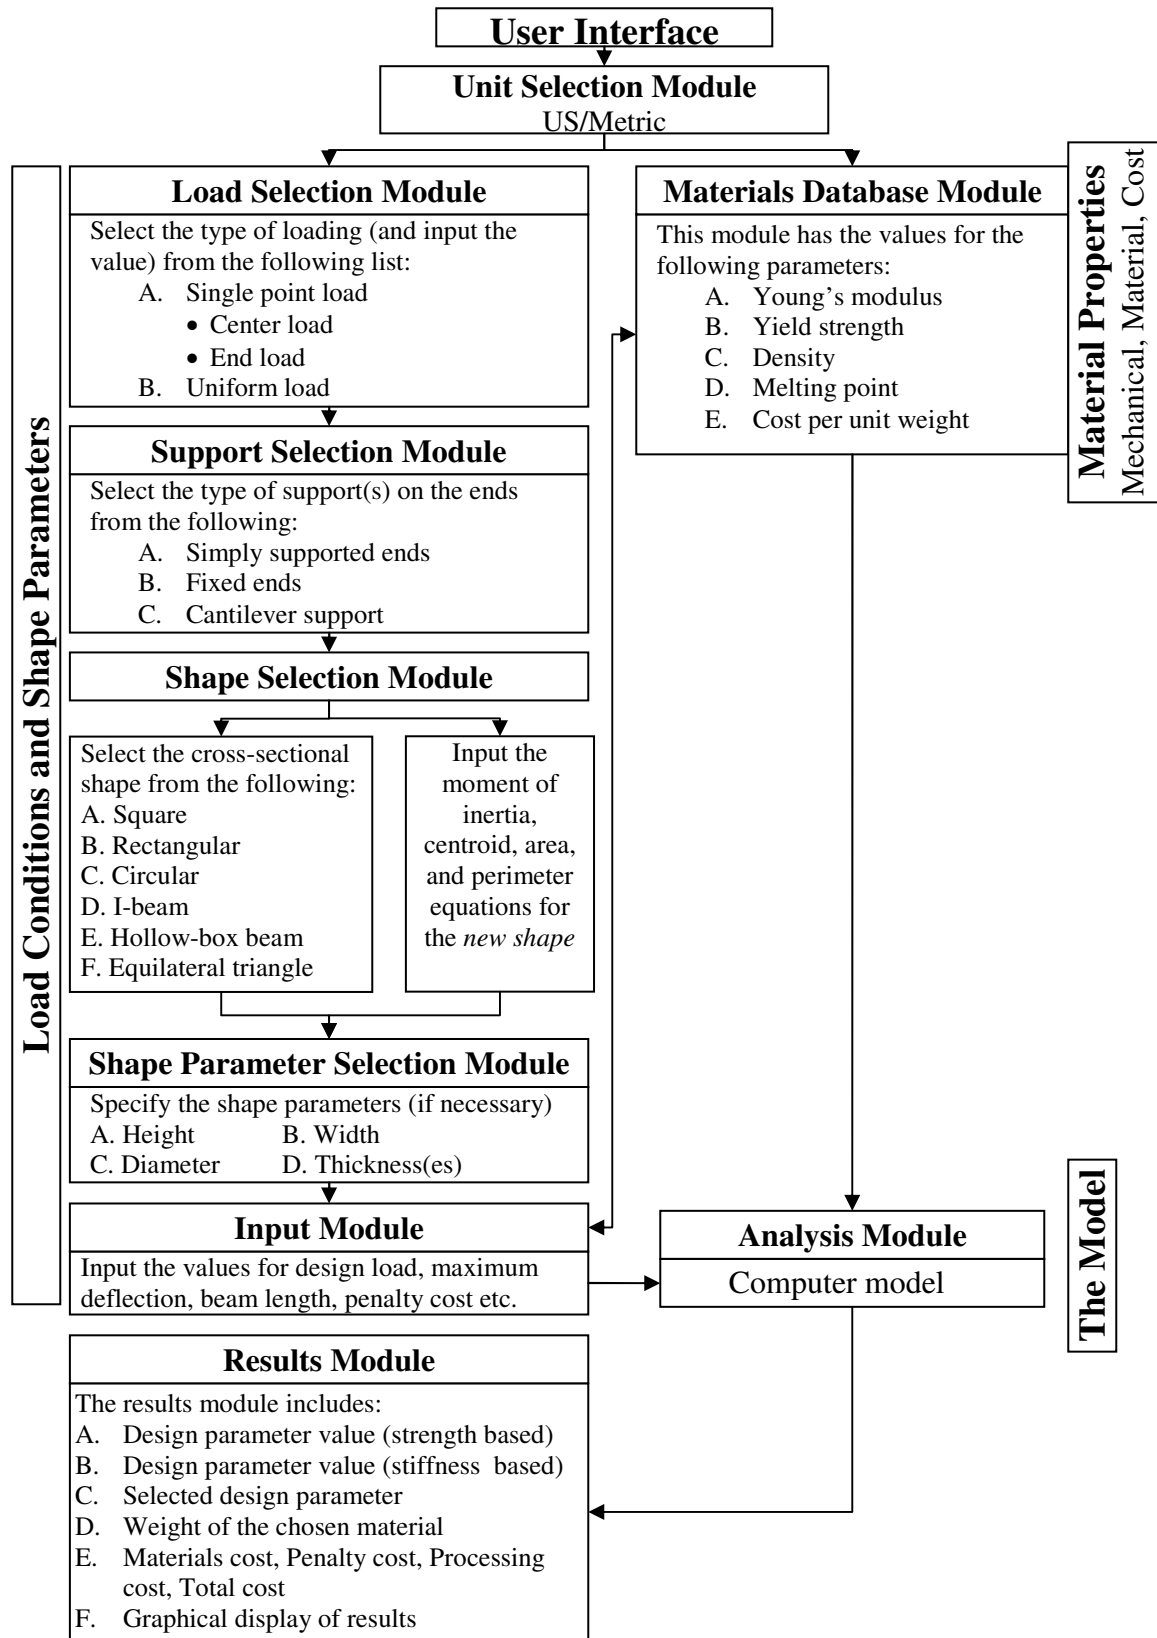 User Interface
Unit Selection Module
US/Metric
Load Selection Module
Select the type of loading (and input the
value) from the following list:
A. Single point load
• Center load
• End load
B. Uniform load
Support Selection Module
Select the type of support(s) on the ends
from the following:
A. Simply supported ends
B. Fixed ends
C. Cantilever support
Shape Selection Module
Select the cross-sectional
shape from the following:
A. Square
B. Rectangular
C. Circular
D. I-beam
E. Hollow-box beam
F. Equilateral triangle
Input the
moment of
inertia,
centroid, area,
and perimeter
equations for
the new shape
Shape Parameter Selection Module
Specify the shape parameters (if necessary)
A. Height B. Width
C. Diameter D. Thickness(es)
Input Module
Input the values for design load, maximum
deflection, beam length, penalty cost etc.
Load Conditions and Shape Parameters
Materials Database Module
This module has the values for the
following parameters:
A. Young’s modulus
B. Yield strength
C. Density
D. Melting point
E. Cost per unit weight
Material Properties
Mechanical, Material, Cost
Analysis Module
Computer model
The Model
Results Module
The results module includes:
A. Design parameter value (strength based)
B. Design parameter value (stiffness based)
C. Selected design parameter
D. Weight of the chosen material
E. Materials cost, Penalty cost, Processing
cost, Total cost
F. Graphical display of results